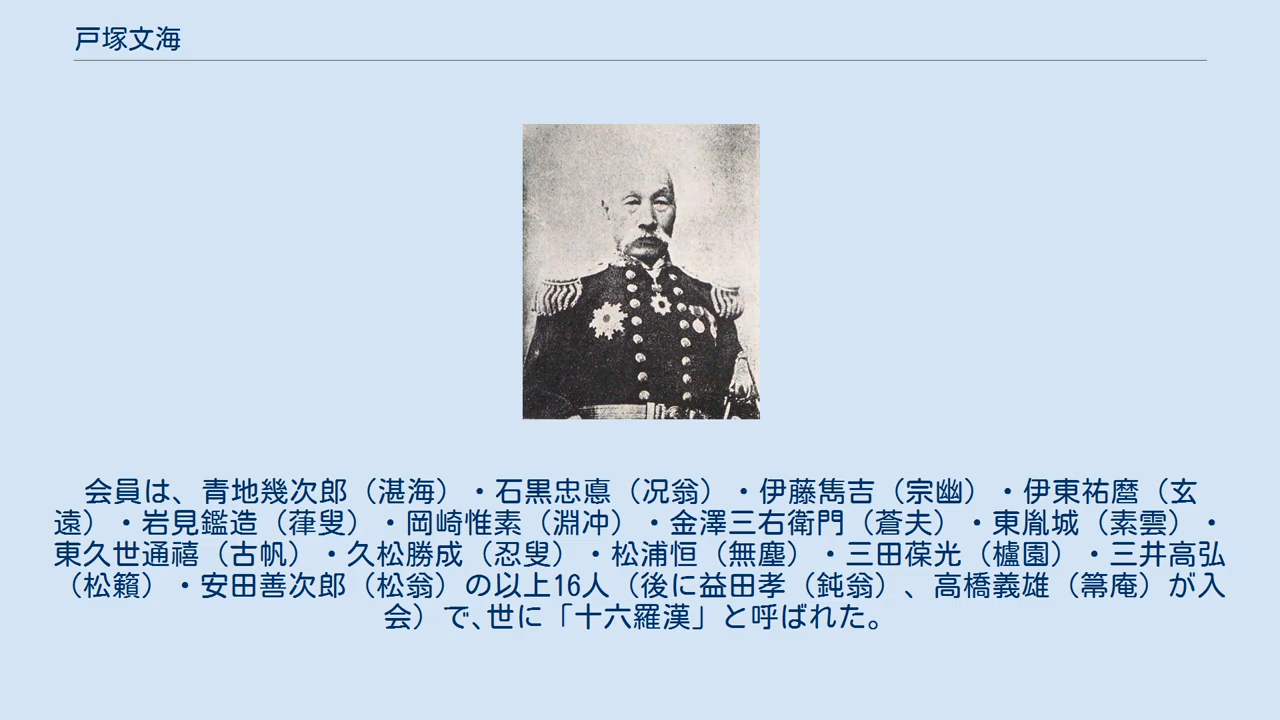 戸塚文海
会員は、青地幾次郎（湛海）・石黒忠悳（况翁）・伊藤雋吉（宗幽）・伊東祐麿（玄
遠）・岩見鑑造（葎叟）・岡崎惟素（淵冲）・金澤三右衛門（蒼夫）・東胤城（素雲）・
東久世通禧（古帆）・久松勝成（忍叟）・松浦恒（無塵）・三田葆光（櫨園）・三井高弘
（松籟）・安田善次郎（松翁）の以上16人（後に益田孝（鈍翁）、高橋義雄（箒庵）が入
会）で､世に「十六羅漢」と呼ばれた。